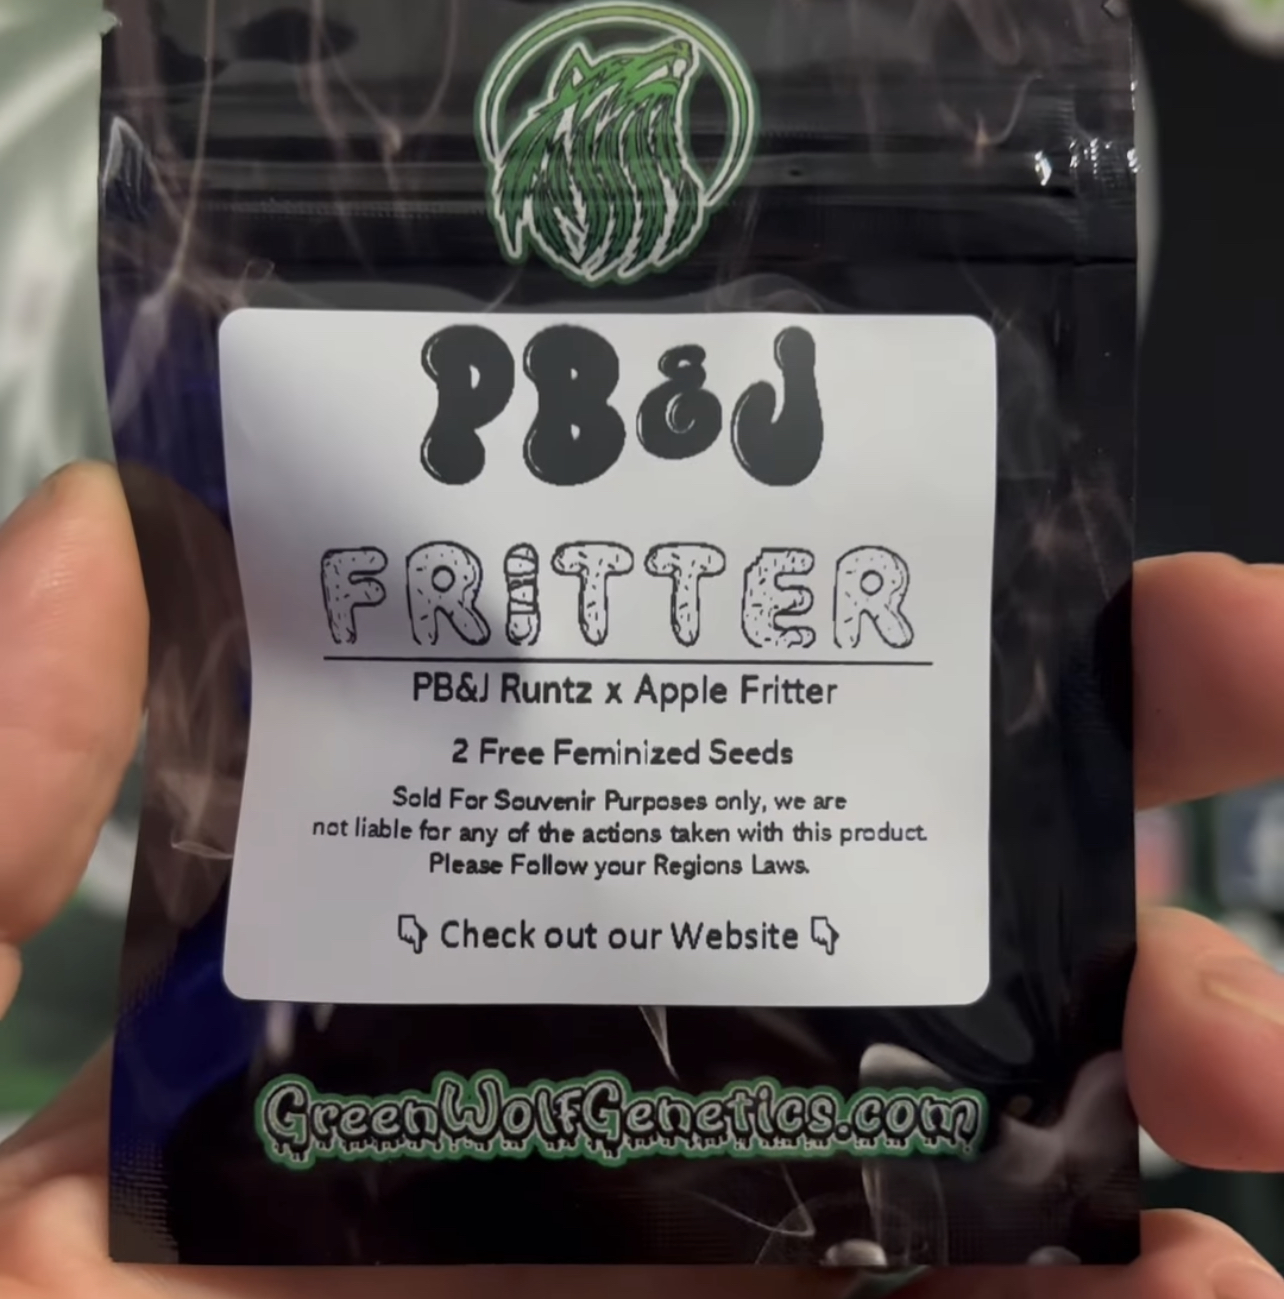 PB&J
FRITTER
PB&J Runtz x Apple Fritter
2 Free Feminized Seeds
Sold For Souvenir Purposes only, we are
not liable for any of the actions taken with this product.
Please Follow your Regions Laws.
👇 Check out our Website 👇
GreenWolfGenetics.com